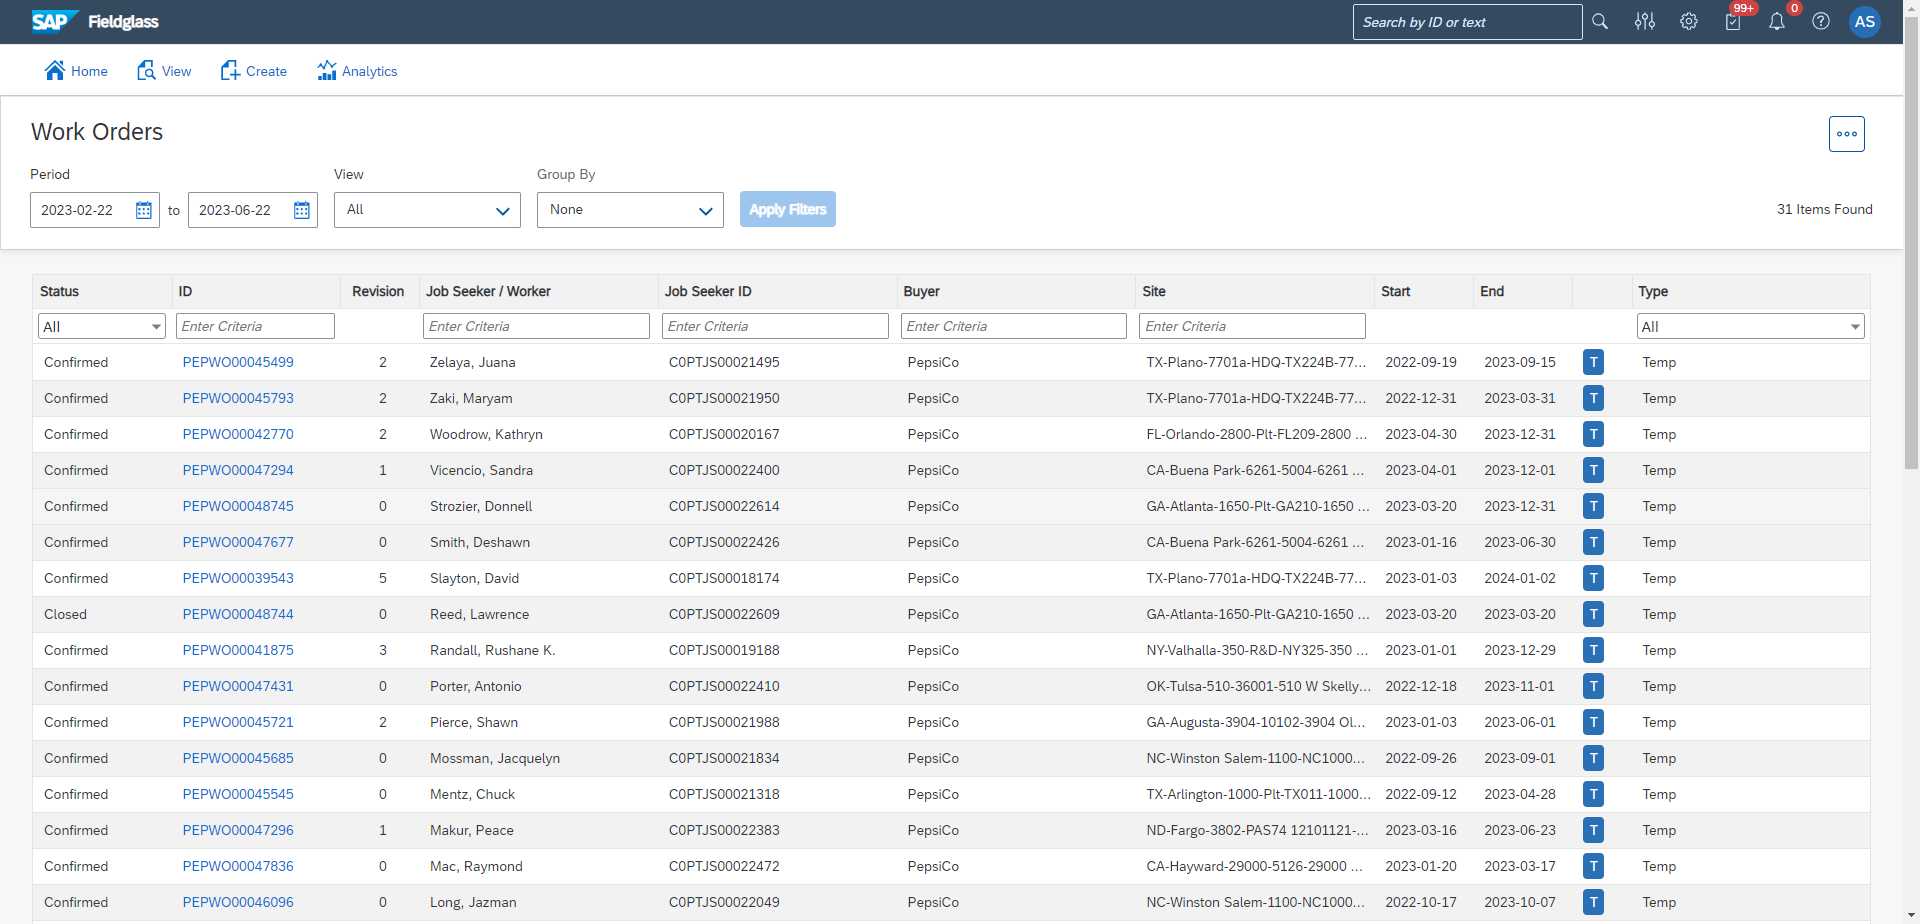 SAP Fieldglass Search by ID or text 99+ 0 AS
Home View Create Analytics
Work Orders
Period View Group By
2023-02-22 to 2023-06-22 All None Apply Filters 31 Items Found
Status ID Revision Job Seeker / Worker Job Seeker ID Buyer Site Start End Type
All Enter Criteria Enter Criteria Enter Criteria Enter Criteria Enter Criteria All
Confirmed PEPWO00045499 2 Zelaya, Juana C0PTJS00021495 PepsiCo TX-Plano-7701a-HDQ-TX224B-77... 2022-09-19 2023-09-15 T Temp
Confirmed PEPWO00045793 2 Zaki, Maryam C0PTJS00021950 PepsiCo TX-Plano-7701a-HDQ-TX224B-77... 2022-12-31 2023-03-31 T Temp
Confirmed PEPWO00042770 2 Woodrow, Kathryn C0PTJS00020167 PepsiCo FL-Orlando-2800-Plt-FL209-2800 ... 2023-04-30 2023-12-31 T Temp
Confirmed PEPWO00047294 1 Vicencio, Sandra C0PTJS00022400 PepsiCo CA-Buena Park-6261-5004-6261 ... 2023-04-01 2023-12-01 T Temp
Confirmed PEPWO00048745 0 Strozier, Donnell C0PTJS00022614 PepsiCo GA-Atlanta-1650-Plt-GA210-1650 ... 2023-03-20 2023-12-31 T Temp
Confirmed PEPWO00047677 0 Smith, Deshawn C0PTJS00022426 PepsiCo CA-Buena Park-6261-5004-6261 ... 2023-01-16 2023-06-30 T Temp
Confirmed PEPWO00039543 5 Slayton, David C0PTJS00018174 PepsiCo TX-Plano-7701a-HDQ-TX224B-77... 2023-01-03 2024-01-02 T Temp
Closed PEPWO00048744 0 Reed, Lawrence C0PTJS00022609 PepsiCo GA-Atlanta-1650-Plt-GA210-1650 ... 2023-03-20 2023-03-20 T Temp
Confirmed PEPWO00041875 3 Randall, Rushane K. C0PTJS00019188 PepsiCo NY-Valhalla-350-R&D-NY325-350 ... 2023-01-01 2023-12-29 T Temp
Confirmed PEPWO00047431 0 Porter, Antonio C0PTJS00022410 PepsiCo OK-Tulsa-510-36001-510 W Skelly... 2022-12-18 2023-11-01 T Temp
Confirmed PEPWO00045721 2 Pierce, Shawn C0PTJS00021988 PepsiCo GA-Augusta-3904-10102-3904 Ol... 2023-01-03 2023-06-01 T Temp
Confirmed PEPWO00045685 0 Mossman, Jacquelyn C0PTJS00021834 PepsiCo NC-Winston Salem-1100-NC1000... 2022-09-26 2023-09-01 T Temp
Confirmed PEPWO00045545 0 Mentz, Chuck C0PTJS00021318 PepsiCo TX-Arlington-1000-Plt-TX011-1000... 2022-09-12 2023-04-28 T Temp
Confirmed PEPWO00047296 1 Makur, Peace C0PTJS00022383 PepsiCo ND-Fargo-3802-PAS74 12101121-... 2023-03-16 2023-06-23 T Temp
Confirmed PEPWO00047836 0 Mac, Raymond C0PTJS00022472 PepsiCo CA-Hayward-29000-5126-29000 ... 2023-01-20 2023-03-17 T Temp
Confirmed PEPWO00046096 0 Long, Jazman C0PTJS00022049 PepsiCo NC-Winston Salem-1100-NC1000... 2022-10-17 2023-10-07 T Temp